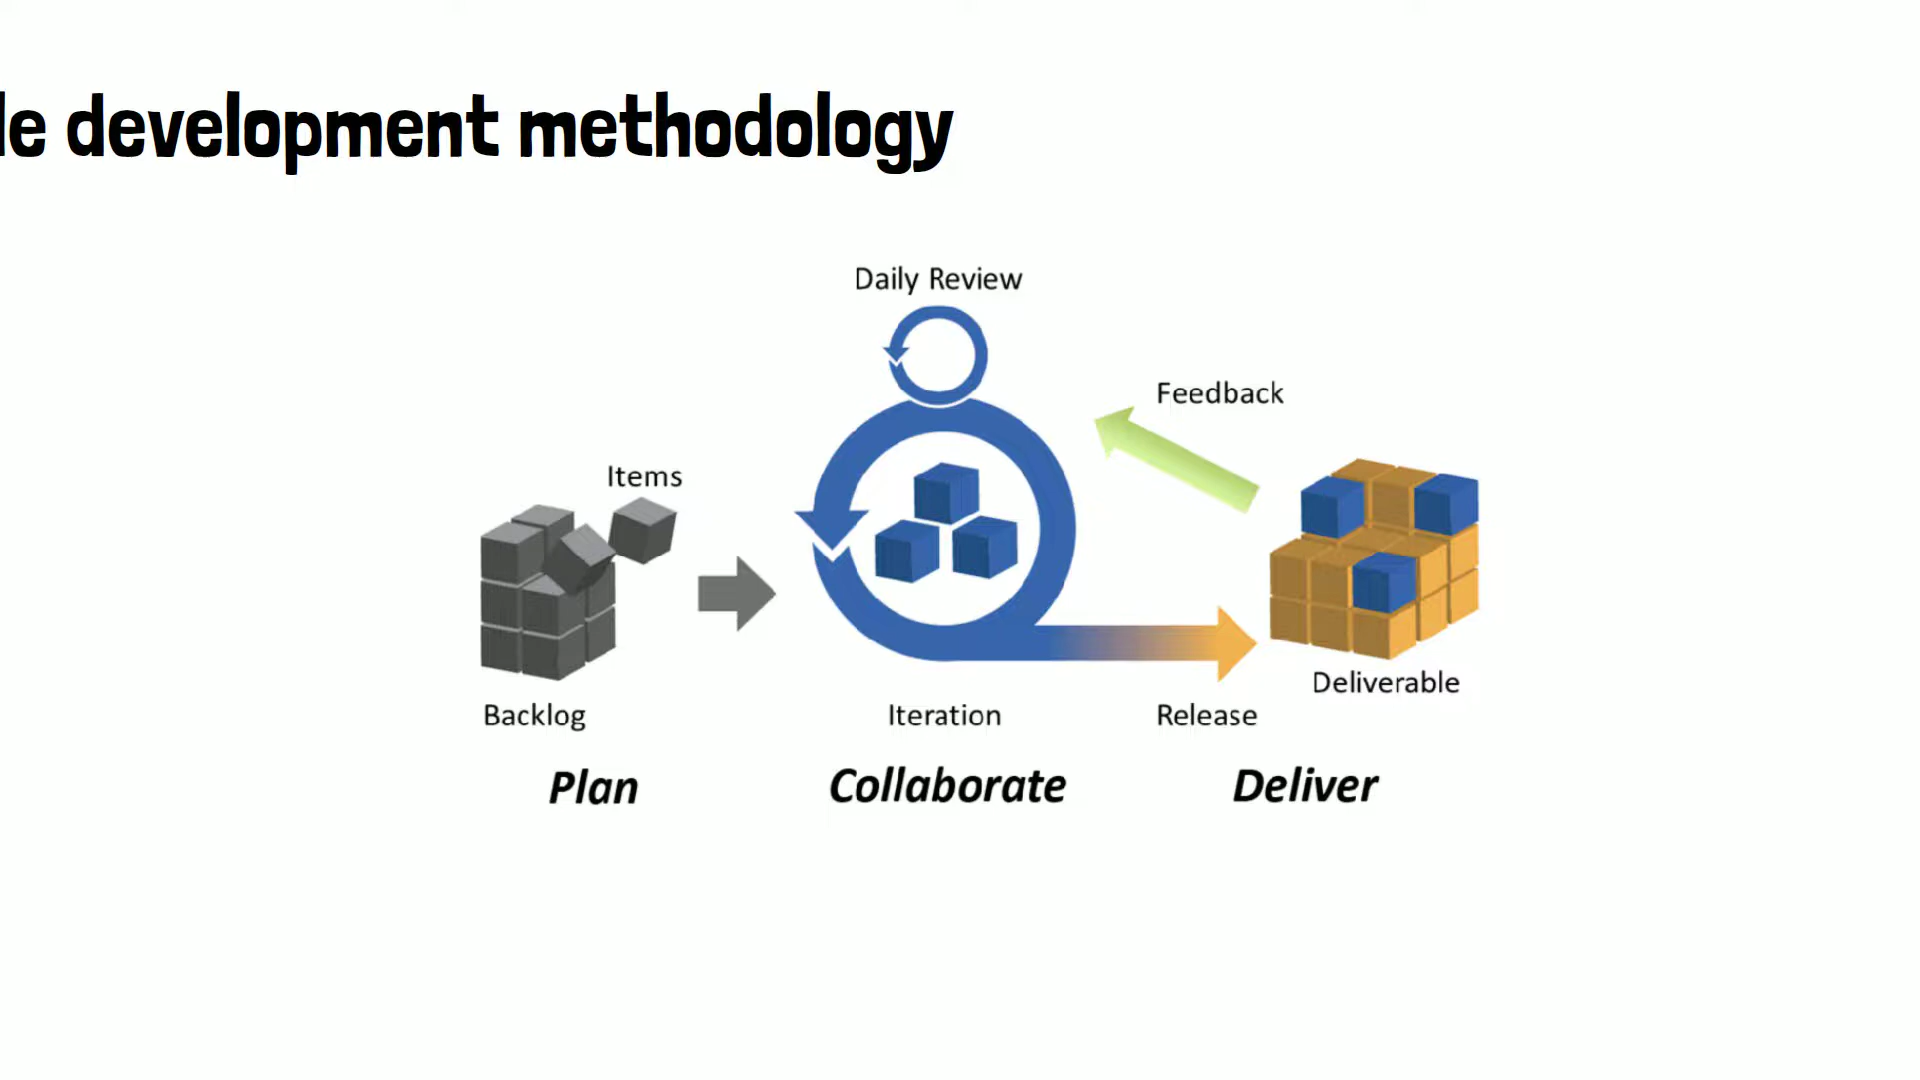 le development methodology
Daily Review
Feedback
Items
Deliverable
Backlog
Iteration
Release
Plan
Collaborate
Deliver